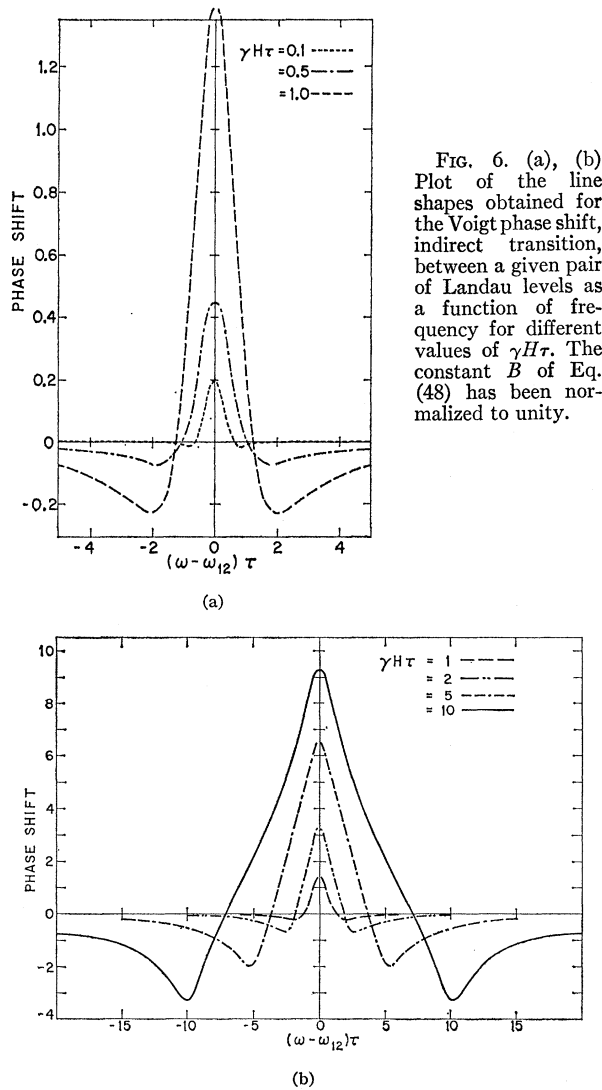 γHτ =0.1
=0.5
=1.0
1.2
1.0
0.8
0.6
0.4
0.2
0
-0.2
PHASE SHIFT
-4 -2 0 2 4
(ω-ω12) τ
(a)
FIG. 6. (a), (b)
Plot of the line
shapes obtained for
the Voigt phase shift,
indirect transition,
between a given pair
of Landau levels as
a function of fre-
quency for different
values of γHτ. The
constant B of Eq.
(48) has been nor-
malized to unity.
γHτ = 1
= 2
= 5
= 10
10
8
6
4
2
0
-2
-4
PHASE SHIFT
-15 -10 -5 0 5 10 15
(ω-ω12)τ
(b)